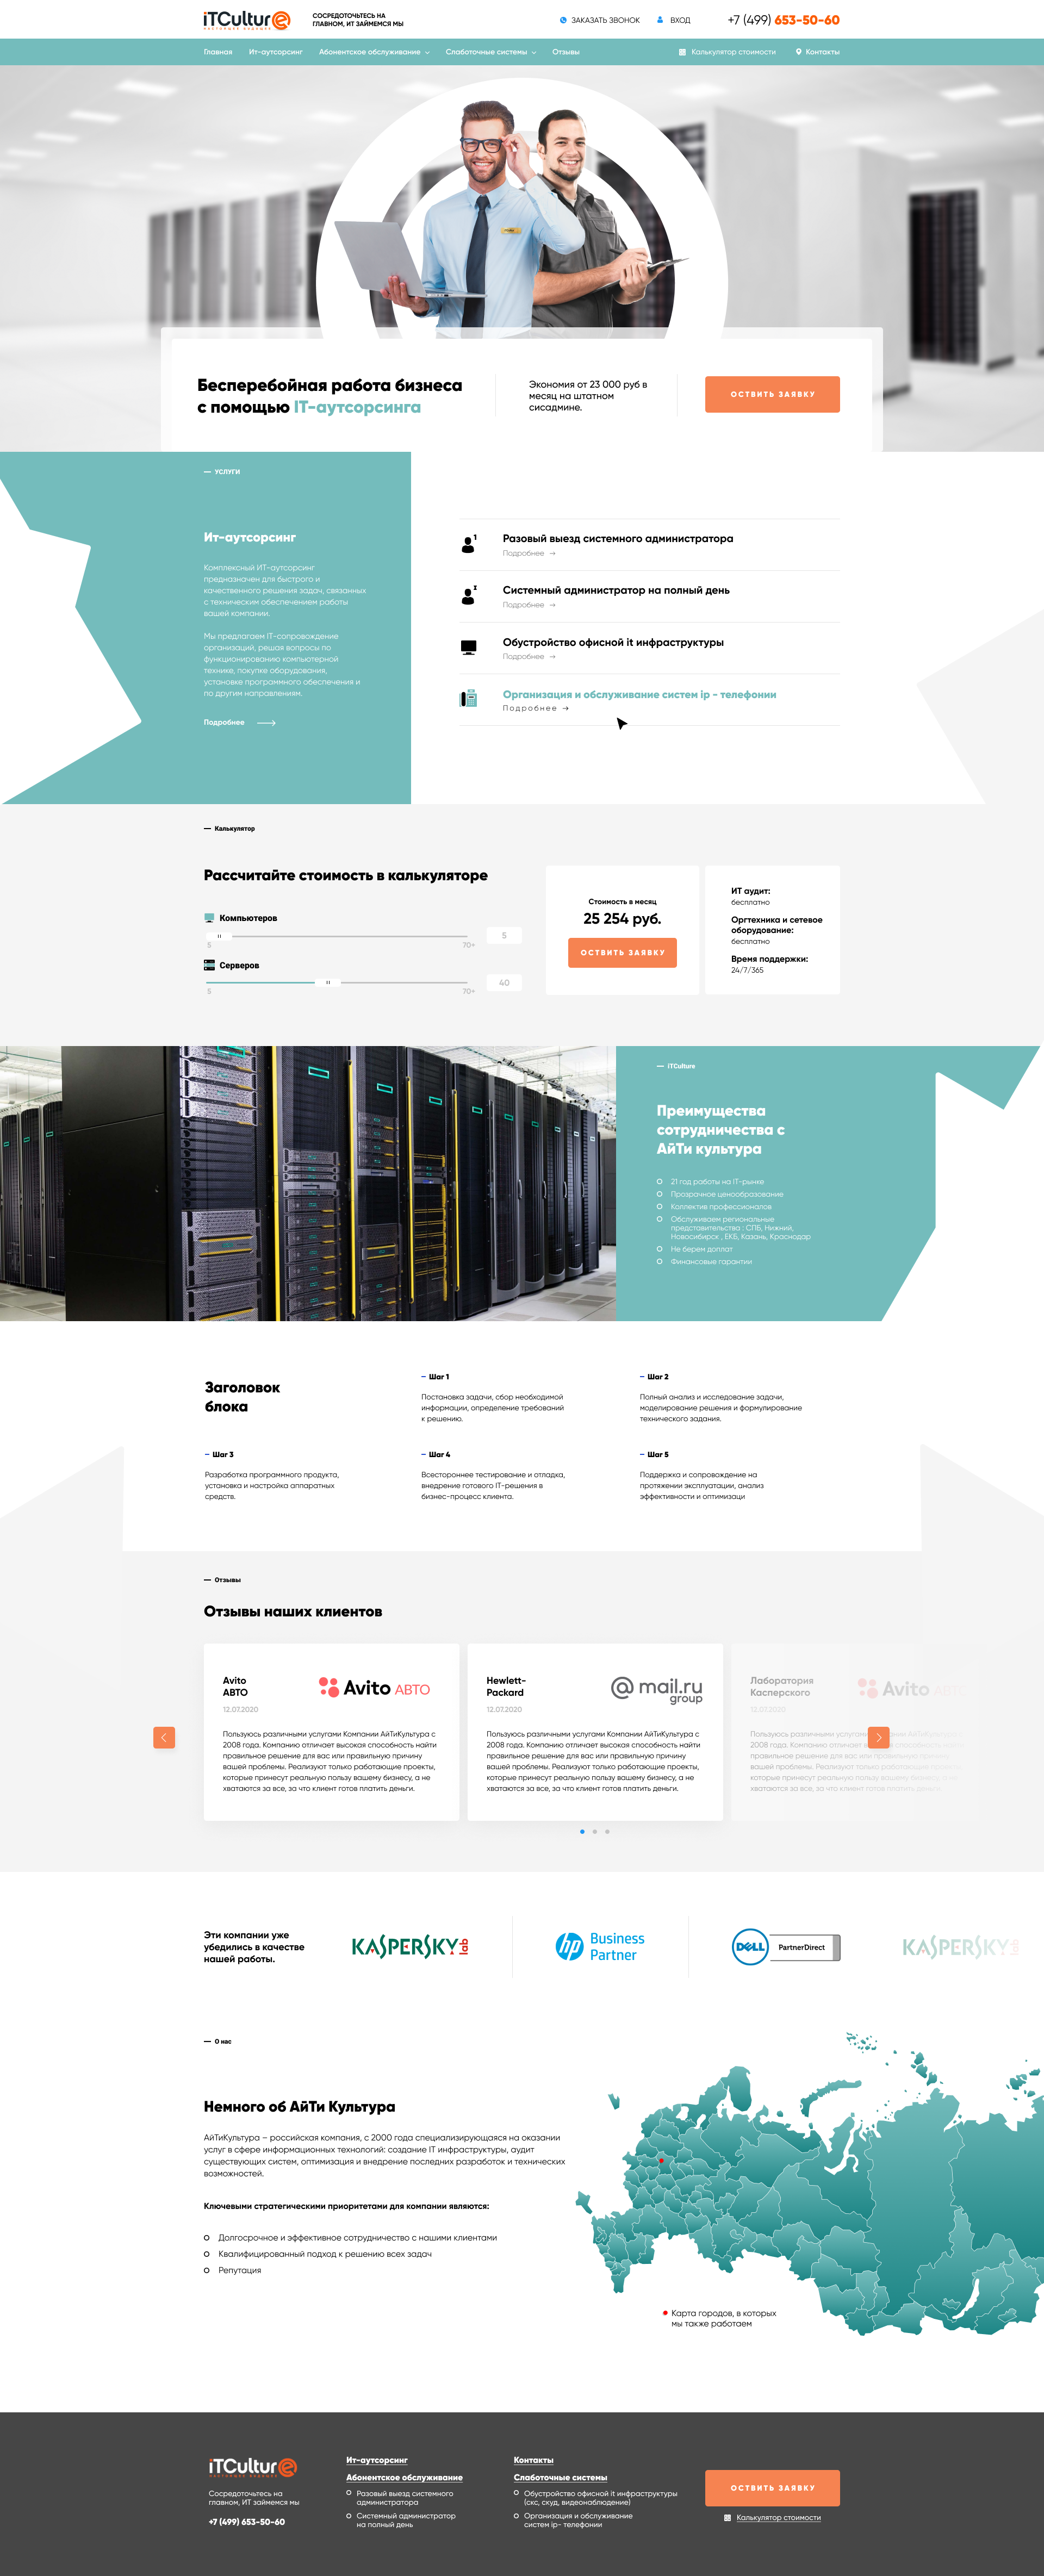 iTCulture
НАСТОЯЩЕЕ БУДУЩЕЕ
СОСРЕДОТОЧЬТЕСЬ НА
ГЛАВНОМ, ИТ ЗАЙМЕМСЯ МЫ
ЗАКАЗАТЬ ЗВОНОК
ВХОД
+7 (499) 653-50-60
Главная
Ит-аутсорсинг
Абонентское обслуживание
Слаботочные системы
Отзывы
Калькулятор стоимости
Контакты
Бесперебойная работа бизнеса
с помощью IT-аутсорсинга
Экономия от 23 000 руб в
месяц на штатном
сисадмине.
ОСТВИТЬ ЗАЯВКУ
УСЛУГИ
Ит-аутсорсинг
Комплексный ИТ-аутсорсинг
предназначен для быстрого и
качественного решения задач, связанных
с техническим обеспечением работы
вашей компании.
Мы предлагаем IT-сопровождение
организаций, решая вопросы по
функционированию компьютерной
технике, покупке оборудования,
установке программного обеспечения и
по другим направлениям.
Подробнее
1
Разовый выезд системного администратора
Подробнее
Системный администратор на полный день
Подробнее
Обустройство офисной it инфраструктуры
Подробнее
Организация и обслуживание систем ip - телефонии
Подробнее
Калькулятор
Рассчитайте стоимость в калькуляторе
Компьютеров
5
70+
5
Серверов
5
70+
40
Стоимость в месяц
25 254 руб.
ОСТВИТЬ ЗАЯВКУ
ИТ аудит:
бесплатно
Оргтехника и сетевое
оборудование:
бесплатно
Время поддержки:
24/7/365
iTCulture
Преимущества
сотрудничества с
АйТи культура
21 год работы на IT-рынке
Прозрачное ценообразование
Коллектив профессионалов
Обслуживаем региональные
представительства : СПБ, Нижний,
Новосибирск , ЕКБ, Казань, Краснодар
Не берем доплат
Финансовые гарантии
Заголовок
блока
Шаг 1
Постановка задачи, сбор необходимой
информации, определение требований
к решению.
Шаг 2
Полный анализ и исследование задачи,
моделирование решения и формулирование
технического задания.
Шаг 3
Разработка программного продукта,
установка и настройка аппаратных
средств.
Шаг 4
Всестороннее тестирование и отладка,
внедрение готового IT-решения в
бизнес-процесс клиента.
Шаг 5
Поддержка и сопровождение на
протяжении эксплуатации, анализ
эффективности и оптимизаци
Отзывы
Отзывы наших клиентов
Avito
АВТО
Avito АВТО
12.07.2020
Пользуюсь различными услугами Компании АйТиКультура с
2008 года. Компанию отличает высокая способность найти
правильное решение для вас или правильную причину
вашей проблемы. Реализуют только работающие проекты,
которые принесут реальную пользу вашему бизнесу, а не
хватаются за все, за что клиент готов платить деньги.
Hewlett-
Packard
@mail.ru
group
12.07.2020
Пользуюсь различными услугами Компании АйТиКультура с
2008 года. Компанию отличает высокая способность найти
правильное решение для вас или правильную причину
вашей проблемы. Реализуют только работающие проекты,
которые принесут реальную пользу вашему бизнесу, а не
хватаются за все, за что клиент готов платить деньги.
Лаборатория
Касперского
Avito АВТО
12.07.2020
Пользуюсь различными услугами Компании АйТиКультура с
2008 года. Компанию отличает высокая способность найти
правильное решение для вас или правильную причину
вашей проблемы. Реализуют только работающие проекты,
которые принесут реальную пользу вашему бизнесу, а не
хватаются за все, за что клиент готов платить деньги.
Эти компании уже
убедились в качестве
нашей работы.
KASPERSKY lab
hp Business
Partner
DELL PartnerDirect
KASPERSKY lab
О нас
Немного об АйТи Культура
АйТиКультура – российская компания, с 2000 года специализирующаяся на оказании
услуг в сфере информационных технологий: создание IT инфраструктуры, аудит
существующих систем, оптимизация и внедрение последних разработок и технических
возможностей.
Ключевыми стратегическими приоритетами для компании являются:
Долгосрочное и эффективное сотрудничество с нашими клиентами
Квалифицированный подход к решению всех задач
Репутация
Карта городов, в которых
мы также работаем
iTCulture
НАСТОЯЩЕЕ БУДУЩЕЕ
Сосредоточьтесь на
главном, ИТ займемся мы
+7 (499) 653-50-60
Ит-аутсорсинг
Абонентское обслуживание
Разовый выезд системного
администратора
Системный администратор
на полный день
Контакты
Слаботочные системы
Обустройство офисной it инфраструктуры
(скс, скуд, видеонаблюдение)
Организация и обслуживание
систем ip- телефонии
ОСТВИТЬ ЗАЯВКУ
Калькулятор стоимости